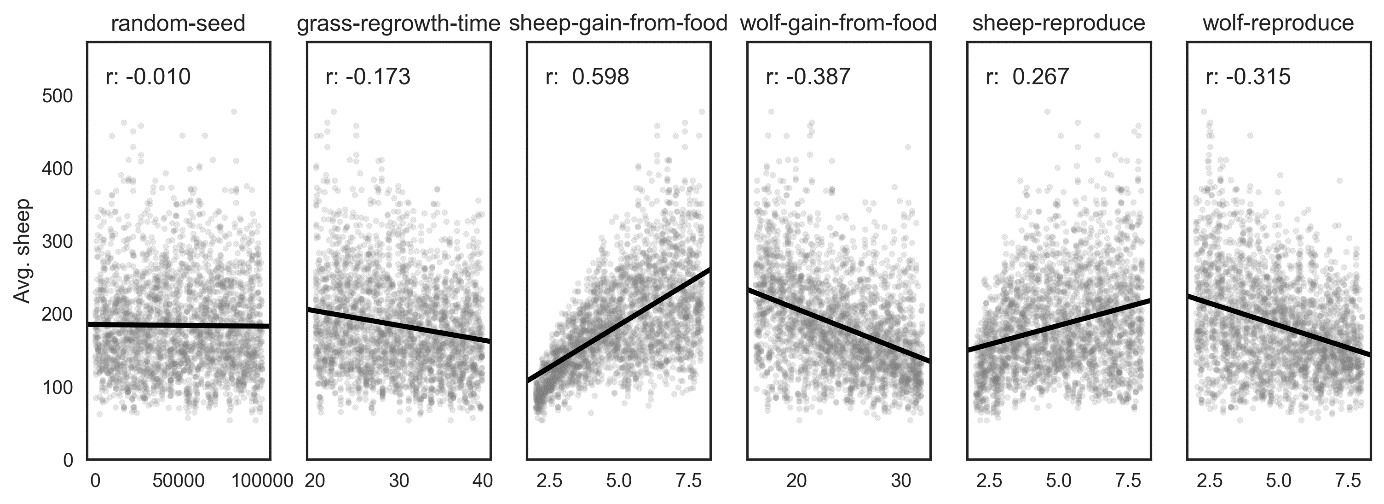 random-seed grass-regrowth-time sheep-gain-from-food wolf-gain-from-food sheep-reproduce wolf-reproduce
r: -0.010 r: -0.173 r: 0.598 r: -0.387 r: 0.267 r: -0.315
500
400
300
200
100
0
Avg. sheep
0 50000 100000 20 30 40 2.5 5.0 7.5 20 30 2.5 5.0 7.5 2.5 5.0 7.5